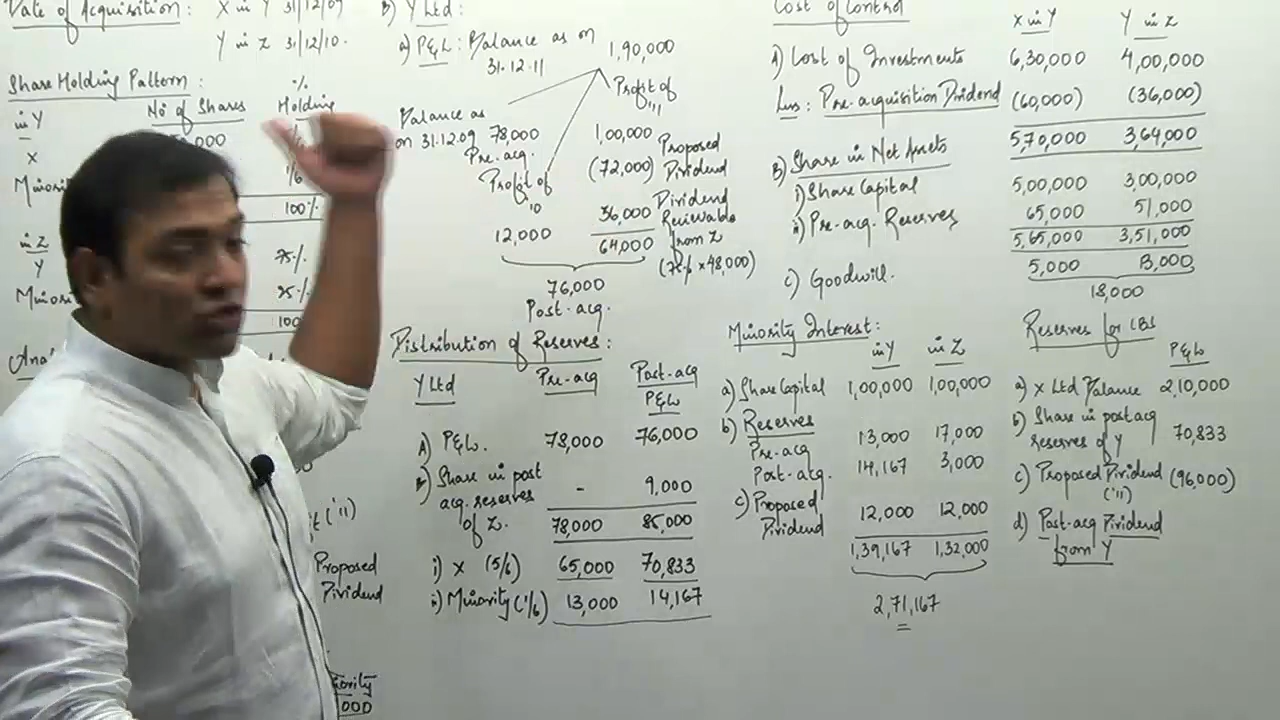 Date of Acquisition : X in Y 31/12/09
Y in Z 31/12/10.
Share Holding Pattern : %
No of Shares Holding
in Y
X
100%
in Z
Y 75%
25%
100
('11)
Proposed
Dividend
B) Y Ltd :
a) P&L : Balance as on 1,90,000
31.12.11
Profit of
'11
Balance as
on 31.12.09 78,000 1,00,000 Proposed
Pre-acq. (72,000) Dividend
Profit of Dividend
'10 36,000 Receivable
12,000 64,000 from Z
(75% x 48,000)
76,000
Post-acq.
Distribution of Reserves :
Y Ltd Pre-acq Post-acq
P&L
A) P&L. 78,000 76,000
B) Share in post
acq. reserves - 9,000
of Z. 78,000 85,000
i) X (5/6) 65,000 70,833
ii) Minority (1/6) 13,000 14,167
Cost of Control
X in Y Y in Z
A) Cost of Investments 6,30,000 4,00,000
Less : Pre-acquisition Dividend (60,000) (36,000)
5,70,000 3,64,000
B) Share in Net Assets
i) Share Capital 5,00,000 3,00,000
ii) Pre-acq. Reserves 65,000 51,000
5,65,000 3,51,000
C) Goodwill. 5,000 13,000
18,000
Minority Interest :
in Y in Z
a) Share Capital 1,00,000 1,00,000
b) Reserves
Pre-acq 13,000 17,000
Post-acq. 14,167 3,000
c) Proposed
Dividend 12,000 12,000
1,39,167 1,32,000
2,71,167
Reserves for CBS
P&L
a) X Ltd Balance 2,10,000
b) Share in post acq
reserves of Y 70,833
c) Proposed Dividend (96,000)
('11)
d) Post-acq Dividend
from Y